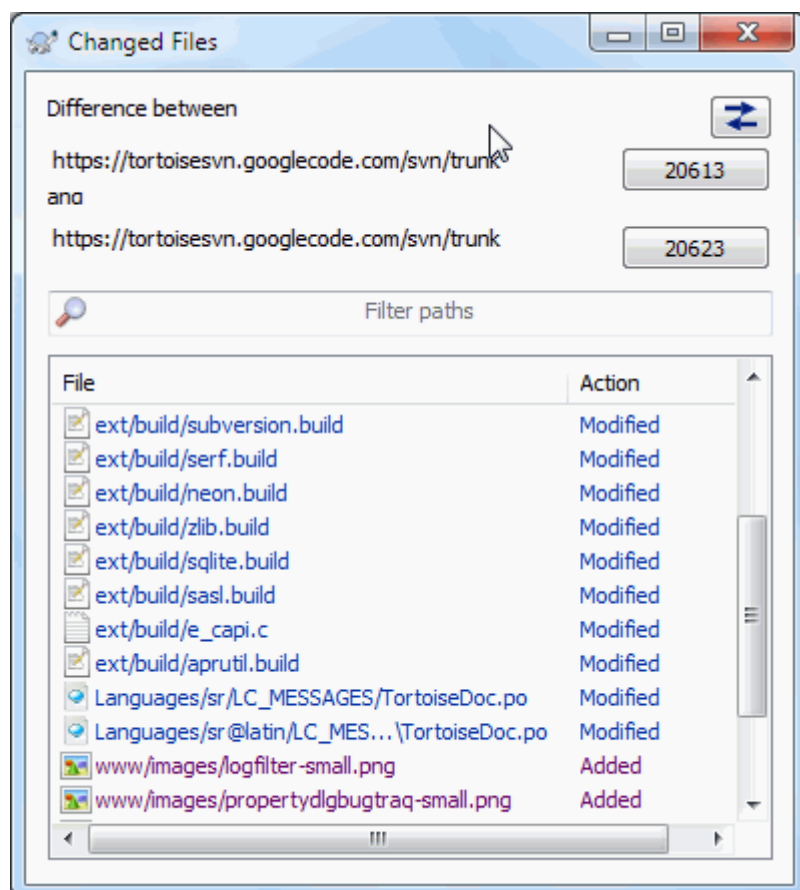 Changed Files
Difference between
https://tortoisesvn.googlecode.com/svn/trunk
20613
and
https://tortoisesvn.googlecode.com/svn/trunk
20623
Filter paths
File Action
ext/build/subversion.build Modified
ext/build/serf.build Modified
ext/build/neon.build Modified
ext/build/zlib.build Modified
ext/build/sqlite.build Modified
ext/build/sasl.build Modified
ext/build/e_capi.c Modified
ext/build/aprutil.build Modified
Languages/sr/LC_MESSAGES/TortoiseDoc.po Modified
Languages/sr@latin/LC_MES...\TortoiseDoc.po Modified
www/images/logfilter-small.png Added
www/images/propertydlgbugtraq-small.png Added